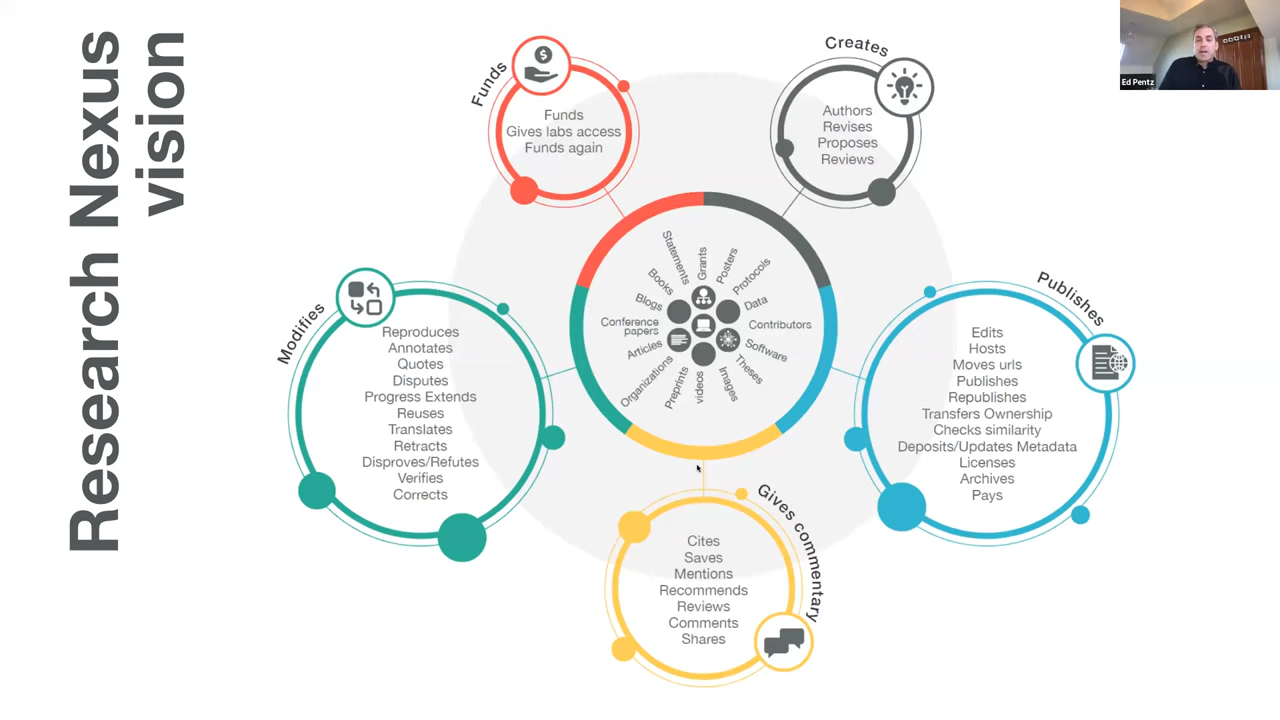 Research Nexus
vision
Funds
Funds
Gives labs access
Funds again
Creates
Authors
Revises
Proposes
Reviews
Ed Pentz
Modifies
Reproduces
Annotates
Quotes
Disputes
Progress Extends
Reuses
Translates
Retracts
Disproves/Refutes
Verifies
Corrects
Statements
Grants
Posters
Protocols
Data
Contributors
Software
Theses
Images
videos
Preprints
Organizations
Articles
Conference
papers
Blogs
Books
Publishes
Edits
Hosts
Moves urls
Publishes
Republishes
Transfers Ownership
Checks similarity
Deposits/Updates Metadata
Licenses
Archives
Pays
Gives commentary
Cites
Saves
Mentions
Recommends
Reviews
Comments
Shares